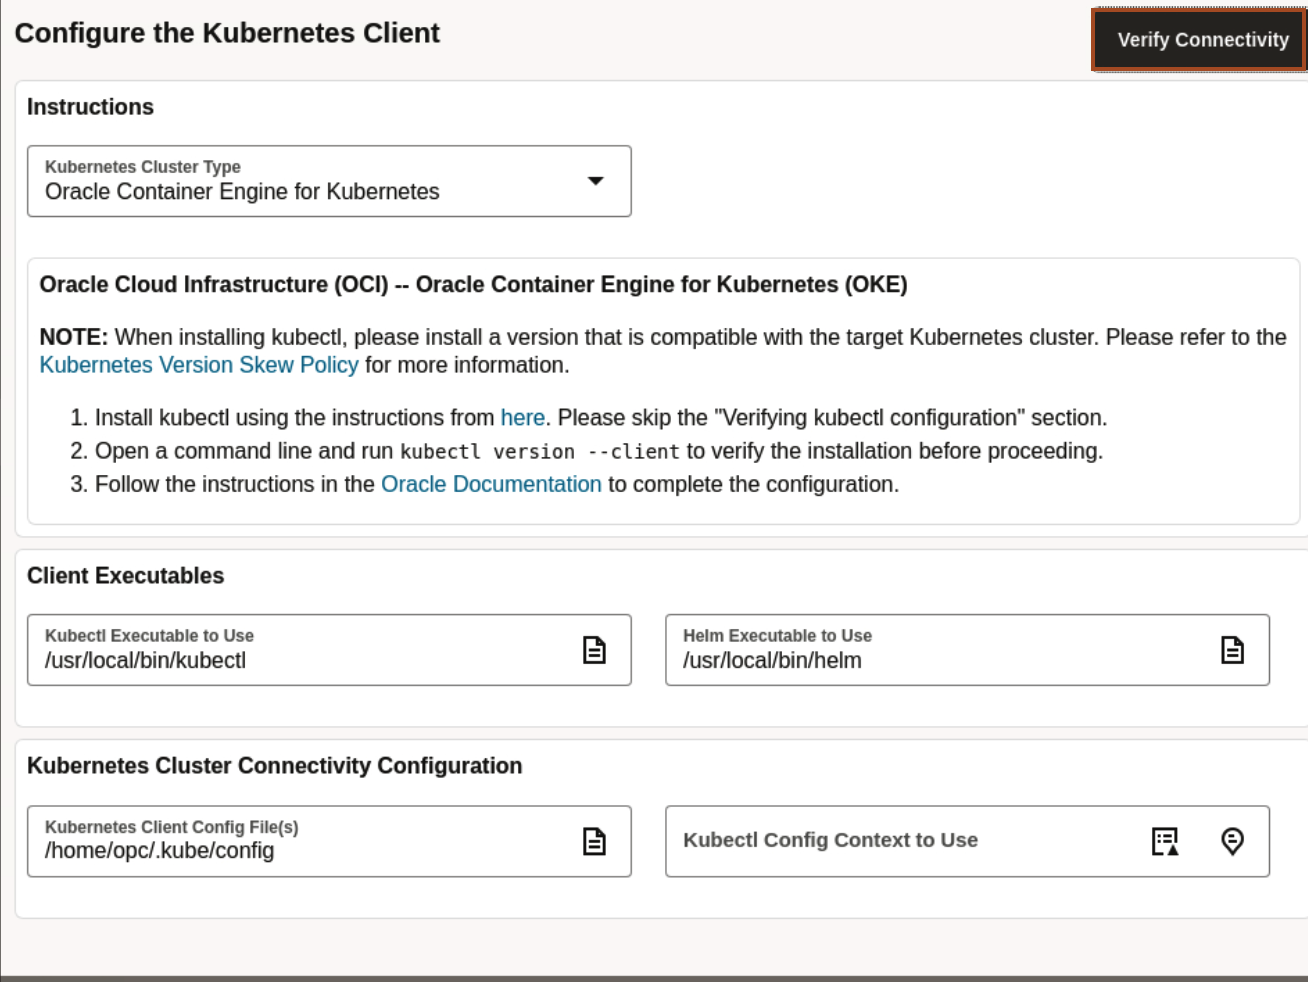 Configure the Kubernetes Client
Verify Connectivity
Instructions
Kubernetes Cluster Type
Oracle Container Engine for Kubernetes
Oracle Cloud Infrastructure (OCI) -- Oracle Container Engine for Kubernetes (OKE)
NOTE: When installing kubectl, please install a version that is compatible with the target Kubernetes cluster. Please refer to the
Kubernetes Version Skew Policy for more information.
1. Install kubectl using the instructions from here. Please skip the "Verifying kubectl configuration" section.
2. Open a command line and run kubectl version --client to verify the installation before proceeding.
3. Follow the instructions in the Oracle Documentation to complete the configuration.
Client Executables
Kubectl Executable to Use
/usr/local/bin/kubectl
Helm Executable to Use
/usr/local/bin/helm
Kubernetes Cluster Connectivity Configuration
Kubernetes Client Config File(s)
/home/opc/.kube/config
Kubectl Config Context to Use